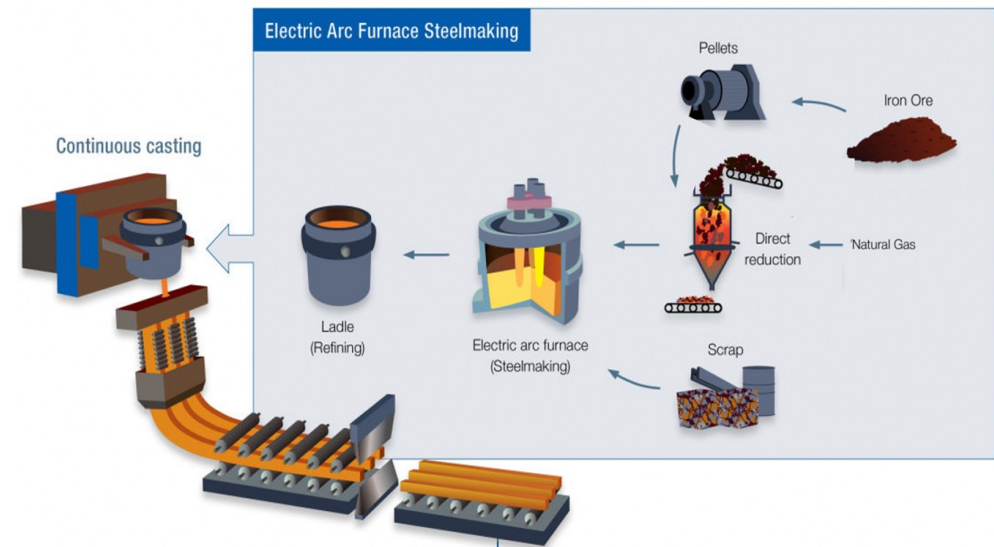 Electric Arc Furnace Steelmaking
Pellets
Iron Ore
Continuous casting
Direct
reduction
'Natural Gas
Ladle
(Refining)
Electric arc furnace
(Steelmaking)
Scrap